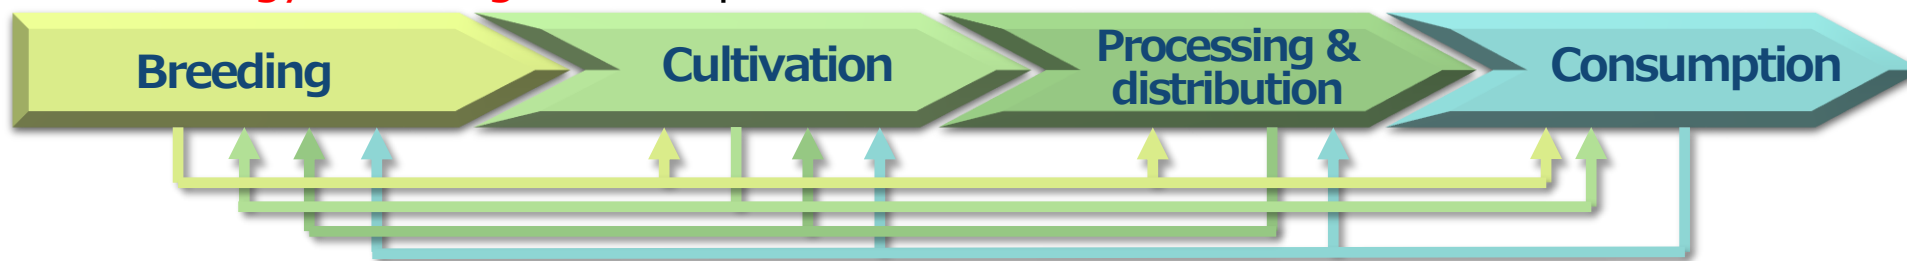 Breeding
Cultivation
Processing &
distribution
Consumption